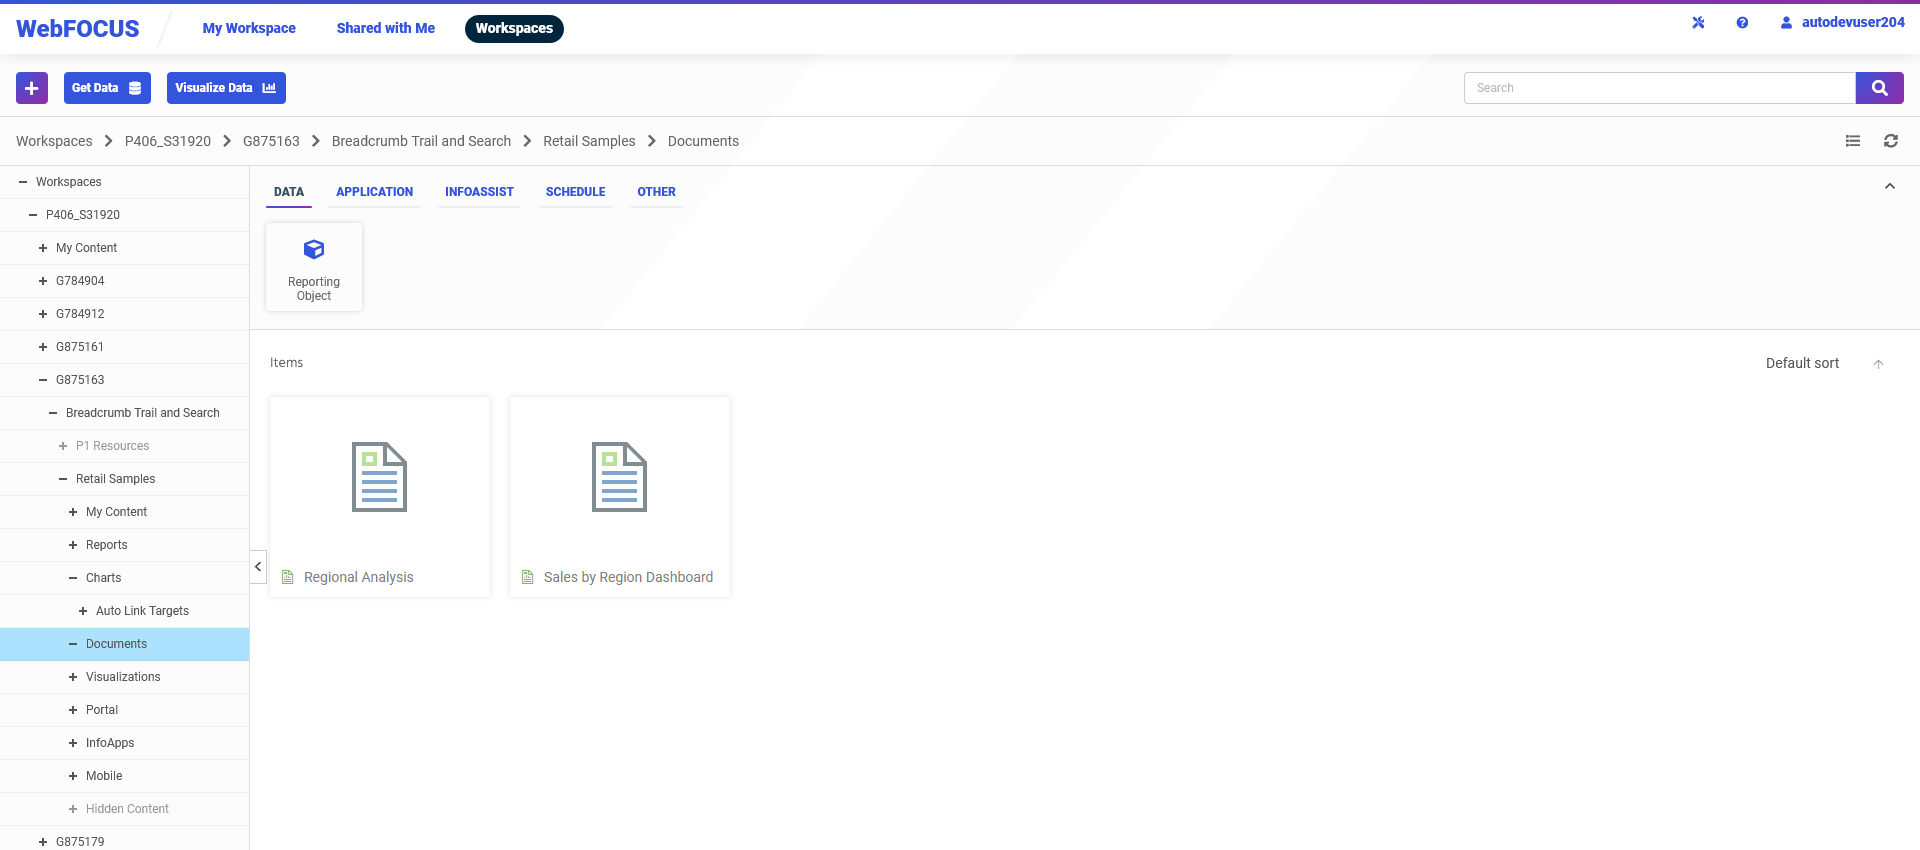 WebFOCUS
My Workspace Shared with Me Workspaces
autodevuser204
Get Data Visualize Data
Search
Workspaces P406_S31920 G875163 Breadcrumb Trail and Search Retail Samples Documents
Workspaces
P406_S31920
My Content
G784904
G784912
G875161
G875163
Breadcrumb Trail and Search
P1 Resources
Retail Samples
My Content
Reports
Charts
Auto Link Targets
Documents
Visualizations
Portal
InfoApps
Mobile
Hidden Content
G875179
DATA APPLICATION INFOASSIST SCHEDULE OTHER
Reporting
Object
Items
Default sort
Regional Analysis
Sales by Region Dashboard